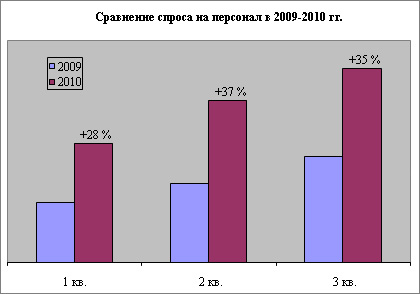 Сравнение спроса на персонал в 2009-2010 гг.
2009
2010
+28 %
+37 %
+35 %
1 кв.
2 кв.
3 кв.